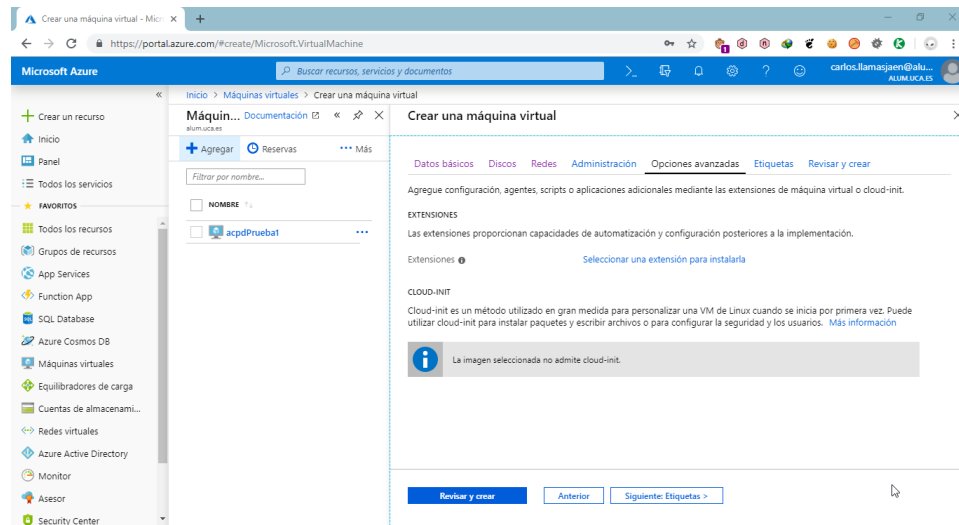 Crear una máquina virtual - Micr
https://portal.azure.com/#create/Microsoft.VirtualMachine
Microsoft Azure
Buscar recursos, servicios y documentos
carlos.llamasjaen@alu...
ALUM.UCA.ES
Crear un recurso
Inicio
Panel
Todos los servicios
FAVORITOS
Todos los recursos
Grupos de recursos
App Services
Function App
SQL Database
Azure Cosmos DB
Máquinas virtuales
Equilibradores de carga
Cuentas de almacenami...
Redes virtuales
Azure Active Directory
Monitor
Asesor
Security Center
Inicio > Máquinas virtuales > Crear una máquina virtual
Máquin... Documentación
alum.uca.es
Agregar Reservas ••• Más
Filtrar por nombre...
NOMBRE
acpdPrueba1
Crear una máquina virtual
Datos básicos Discos Redes Administración Opciones avanzadas Etiquetas Revisar y crear
Agregue configuración, agentes, scripts o aplicaciones adicionales mediante las extensiones de máquina virtual o cloud-init.
EXTENSIONES
Las extensiones proporcionan capacidades de automatización y configuración posteriores a la implementación.
Extensiones Seleccionar una extensión para instalarla
CLOUD-INIT
Cloud-init es un método utilizado en gran medida para personalizar una VM de Linux cuando se inicia por primera vez. Puede
utilizar cloud-init para instalar paquetes y escribir archivos o para configurar la seguridad y los usuarios. Más información
La imagen seleccionada no admite cloud-init.
Revisar y crear Anterior Siguiente: Etiquetas >